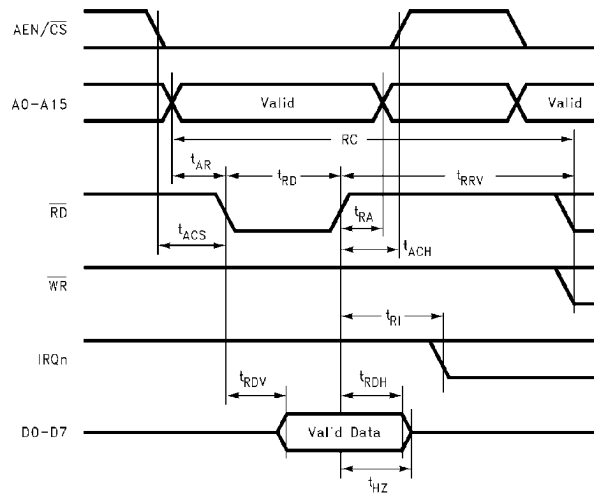 AEN/CS
A0-A15
Valid
Valid
RC
tAR
tRD
tRRV
RD
tRA
tACS
tACH
WR
tRI
IRQn
tRDV
tRDH
D0-D7
Valid Data
tHZ